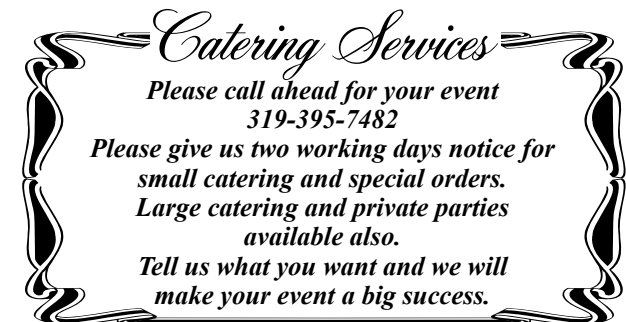 Catering Services
Please call ahead for your event
319-395-7482
Please give us two working days notice for
small catering and special orders.
Large catering and private parties
available also.
Tell us what you want and we will
make your event a big success.